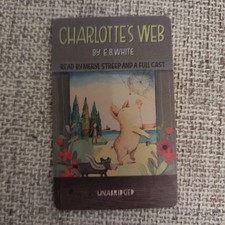 CHARLOTTE'S WEB
BY E.B. WHITE
READ BY MERYL STREEP AND A FULL CAST
UNABRIDGED